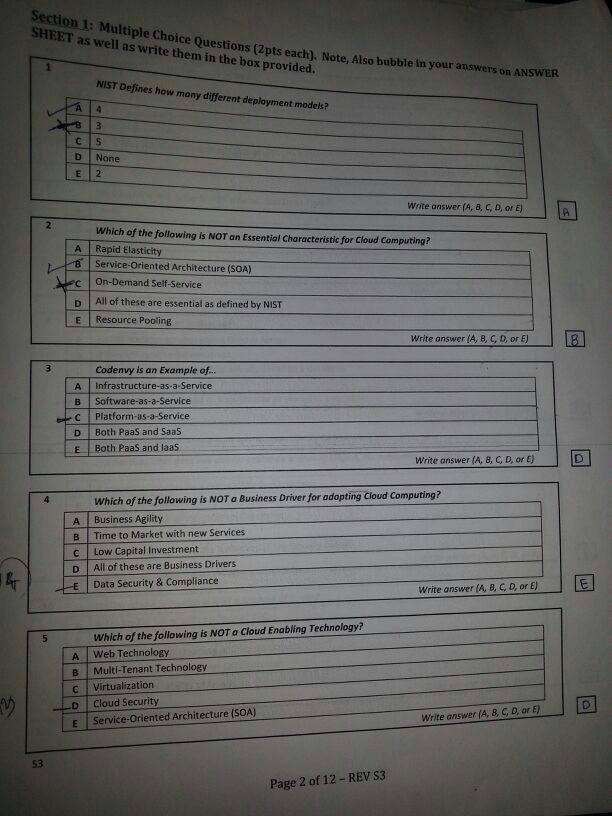 Section 1: Multiple Choice Questions (2pts each). Note, Also bubble in your answers on ANSWER
SHEET as well as write them in the box provided.
1
NIST Defines how many different deployment models?
A 4
B 3
C 5
D None
E 2
Write answer (A, B, C, D, or E)
A
2
Which of the following is NOT an Essential Characteristic for Cloud Computing?
A Rapid Elasticity
B Service-Oriented Architecture (SOA)
C On-Demand Self-Service
D All of these are essential as defined by NIST
E Resource Pooling
Write answer (A, B, C, D, or E)
B
3
Codenvy is an Example of...
A Infrastructure-as-a-Service
B Software-as-a-Service
C Platform-as-a-Service
D Both PaaS and SaaS
E Both PaaS and IaaS
Write answer (A, B, C, D, or E)
D
4
Which of the following is NOT a Business Driver for adopting Cloud Computing?
A Business Agility
B Time to Market with new Services
C Low Capital Investment
D All of these are Business Drivers
E Data Security & Compliance
Write answer (A, B, C, D, or E)
E
5
Which of the following is NOT a Cloud Enabling Technology?
A Web Technology
B Multi-Tenant Technology
C Virtualization
D Cloud Security
E Service-Oriented Architecture (SOA)
Write answer (A, B, C, D, or E)
D
S3
Page 2 of 12 – REV S3